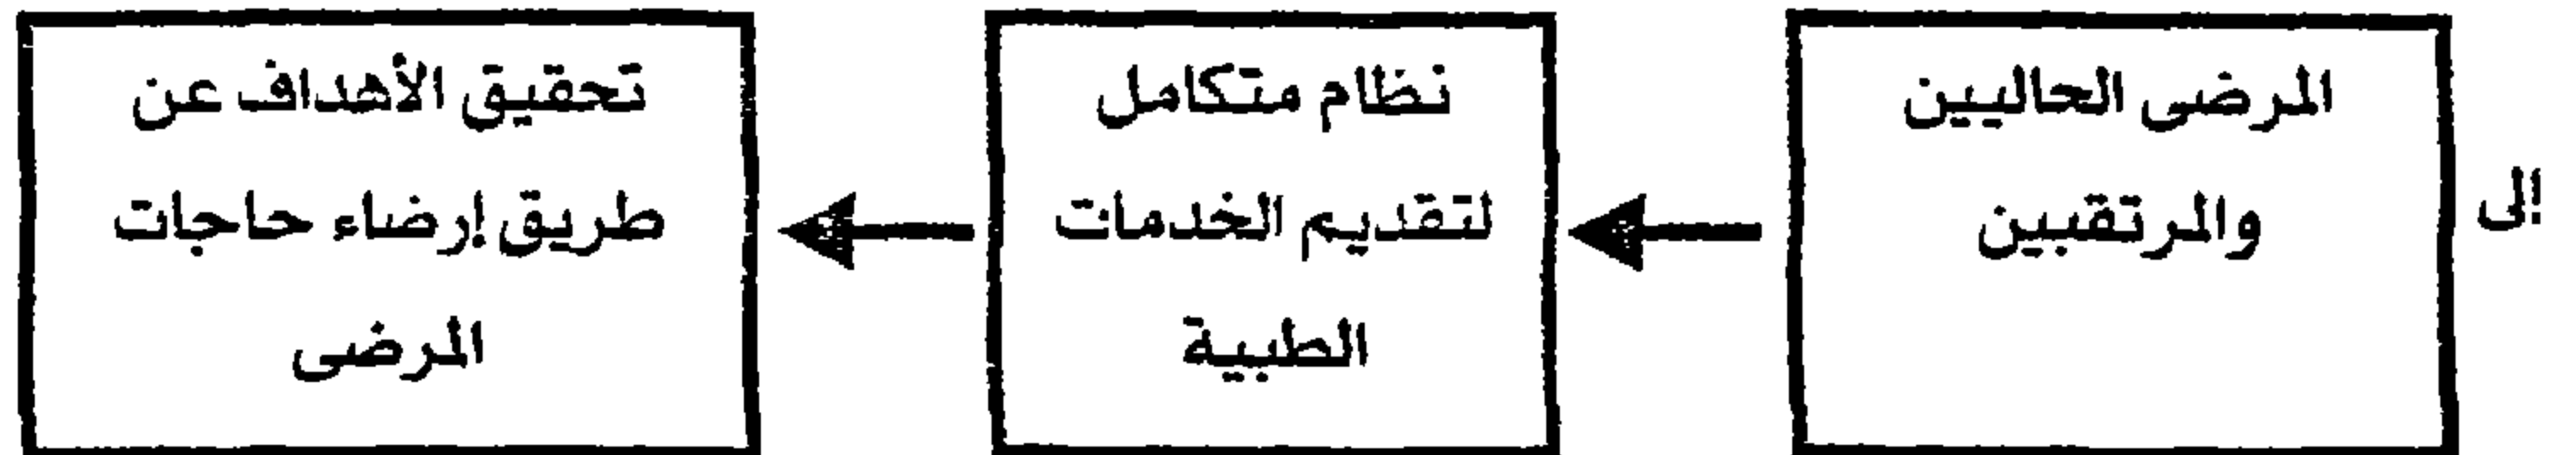 إلى
المرضى الحاليين
والمرتقبين
نظام متكامل
لتقديم الخدمات
الطبية
تحقيق الأهداف عن
طريق إرضاء حاجات
المرضى